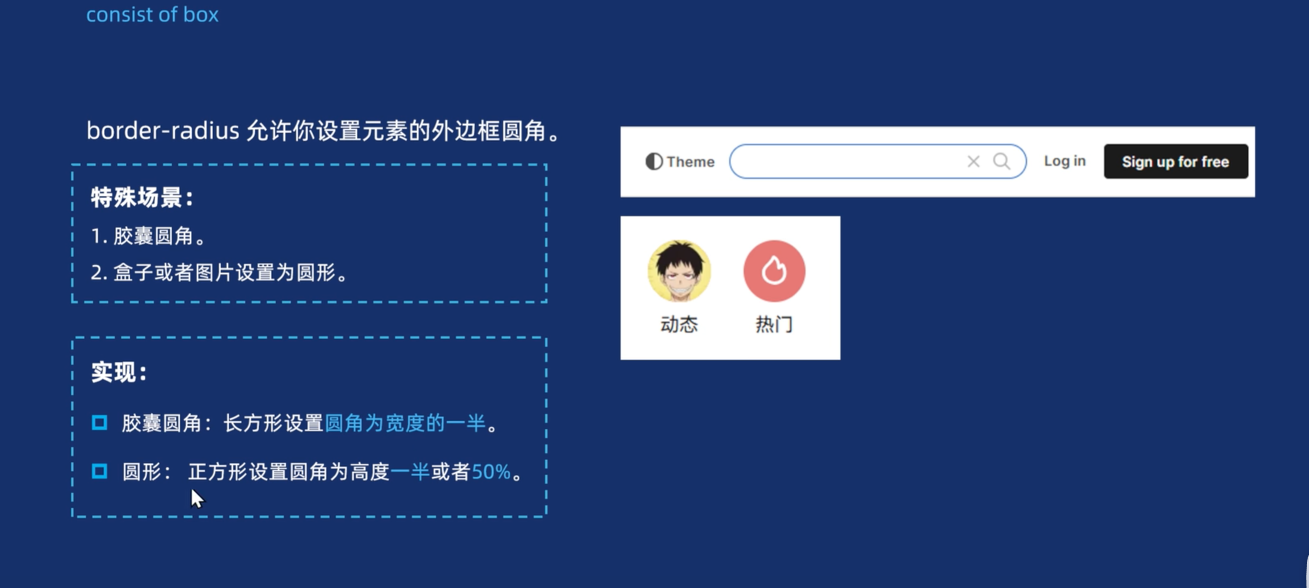 consist of box
border-radius 允许你设置元素的外边框圆角。
特殊场景：
1. 胶囊圆角。
2. 盒子或者图片设置为圆形。
实现：
胶囊圆角：长方形设置圆角为宽度的一半。
圆形： 正方形设置圆角为高度一半或者50%。
Theme
Log in
Sign up for free
动态
热门